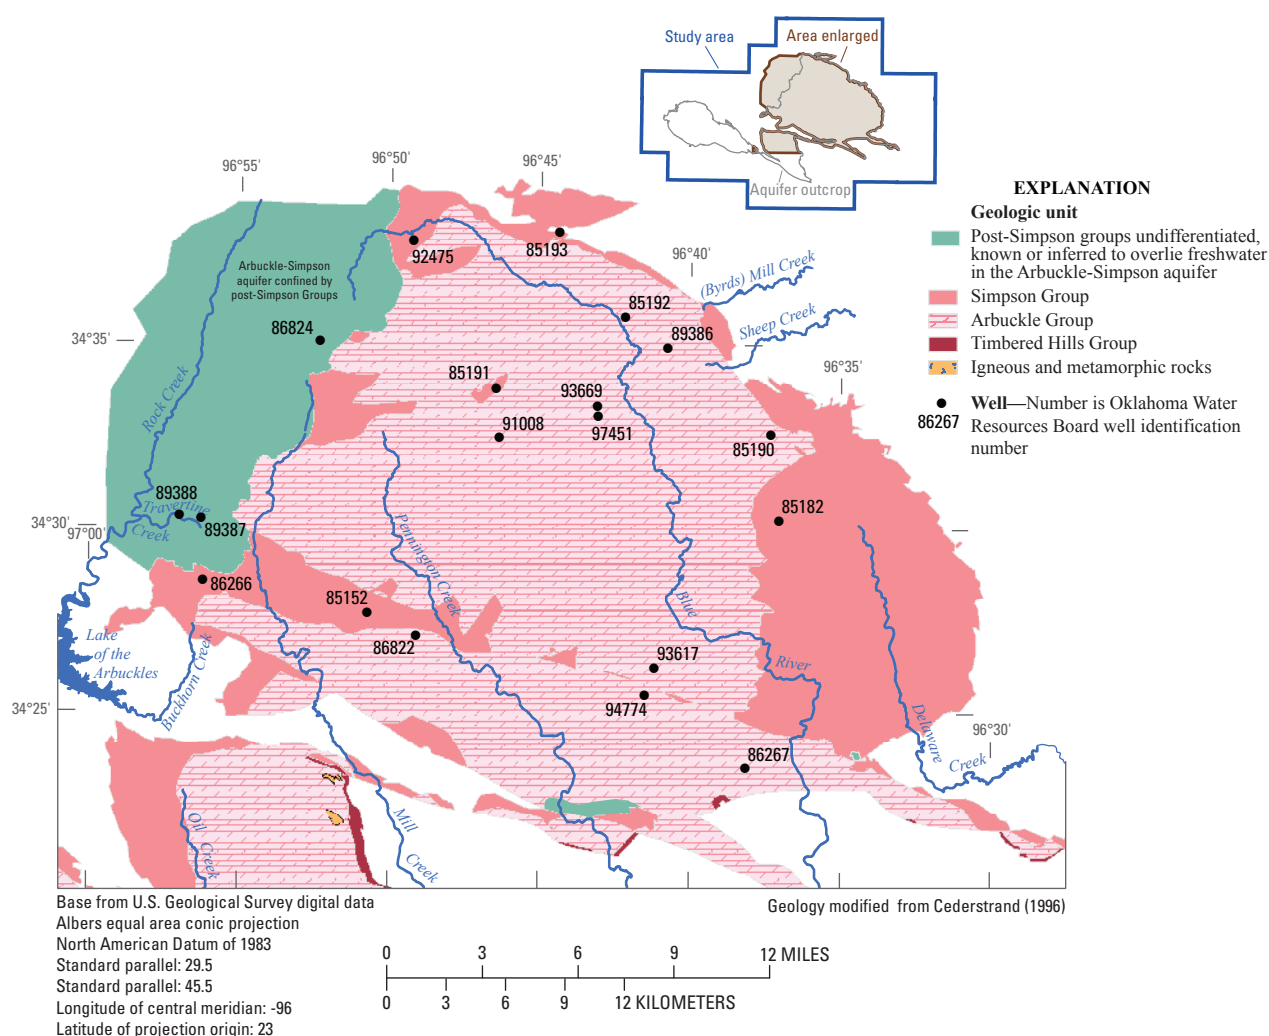 Study area
Area enlarged
Aquifer outcrop
96°55'
96°50'
96°45'
96°40'
96°35'
96°30'
34°35'
34°30'
97°00'
34°25'
EXPLANATION
Geologic unit
Post-Simpson groups undifferentiated,
known or inferred to overlie freshwater
in the Arbuckle-Simpson aquifer
Simpson Group
Arbuckle Group
Timbered Hills Group
Igneous and metamorphic rocks
Well—Number is Oklahoma Water
Resources Board well identification
number
86267
Arbuckle-Simpson
aquifer confined by
post-Simpson Groups
92475
85193
85192
89386
86824
85191
93669
91008
97451
85190
89388
89387
85182
86266
85152
86822
93617
94774
86267
(Byrds) Mill Creek
Sheep Creek
Rock Creek
Travertine
Creek
Pennington Creek
Blue
River
Lake
of the
Arbuckles
Buckhorn Creek
Delaware
Creek
Oil
Creek
Mill
Creek
Base from U.S. Geological Survey digital data
Albers equal area conic projection
North American Datum of 1983
Standard parallel: 29.5
Standard parallel: 45.5
Longitude of central meridian: -96
Latitude of projection origin: 23
Geology modified from Cederstrand (1996)
0 3 6 9 12 MILES
0 3 6 9 12 KILOMETERS